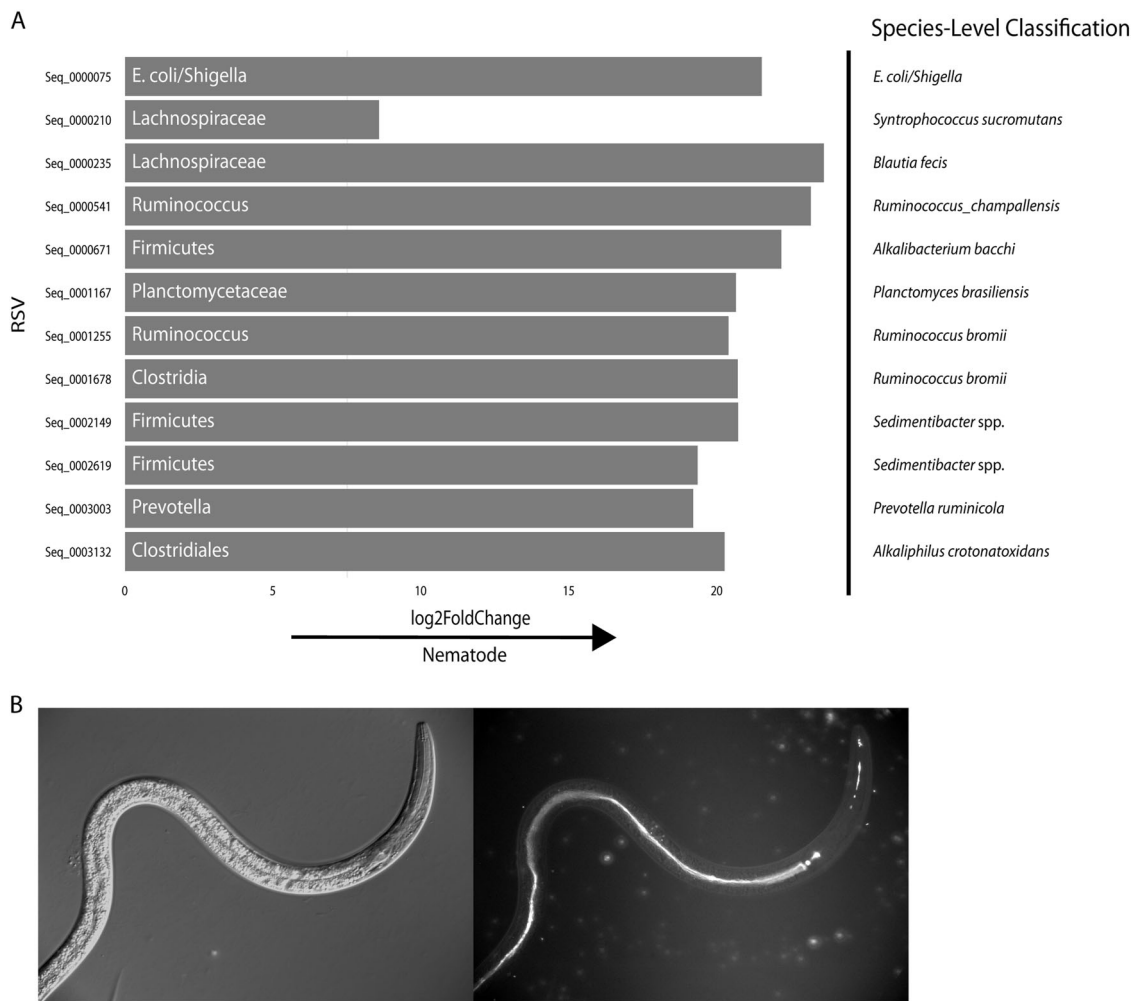 A
Species-Level Classification
Seq_0000075 E. coli/Shigella E. coli/Shigella
Seq_0000210 Lachnospiraceae Syntrophococcus sucromutans
Seq_0000235 Lachnospiraceae Blautia fecis
Seq_0000541 Ruminococcus Ruminococcus_champallensis
Seq_0000671 Firmicutes Alkalibacterium bacchi
Seq_0001167 Planctomycetaceae Planctomyces brasiliensis
Seq_0001255 Ruminococcus Ruminococcus bromii
Seq_0001678 Clostridia Ruminococcus bromii
Seq_0002149 Firmicutes Sedimentibacter spp.
Seq_0002619 Firmicutes Sedimentibacter spp.
Seq_0003003 Prevotella Prevotella ruminicola
Seq_0003132 Clostridiales Alkaliphilus crotonatoxidans
RSV
0 5 10 15 20
log2FoldChange
Nematode
B